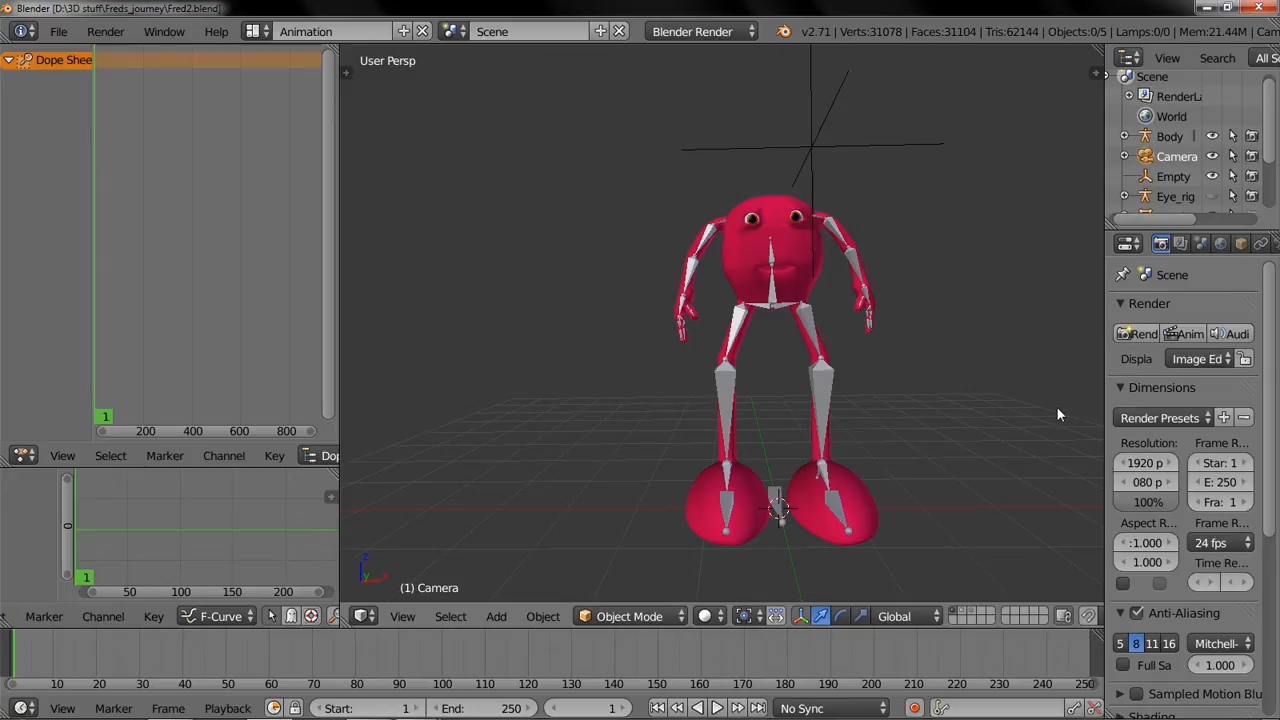 Blender [D:\3D stuff\Freds_journey\Fred2.blend]
File Render Window Help Animation Scene Blender Render v2.71 | Verts:31078 | Faces:31104 | Tris:62144 | Objects:0/5 | Lamps:0/0 | Mem:21.44M | Cam
Dope Shee
1
200 400 600 800
View Select Marker Channel Key Dop
0
1
50 100 150 200
Marker Channel Key F-Curve
User Persp
z
y x
(1) Camera
View Select Add Object Object Mode Global
View Search All S
Scene
RenderLa
World
Body
Camera
Empty
Eye_rig
Scene
Render
Rend Anim Audi
Displa Image Ed
Dimensions
Render Presets
Resolution: Frame R...
1920 p Star: 1
080 p E: 250
100% Fra: 1
Aspect R... Frame R...
:1.000 24 fps
1.000 Time Re...
Anti-Aliasing
5 8 11 16 Mitchell-
Full Sa 1.000
Sampled Motion Blu
Shading
10 20 30 40 50 60 70 80 90 100 110 120 130 140 150 160 170 180 190 200 210 220 230 240 250
View Marker Frame Playback Start: 1 End: 250 1 No Sync